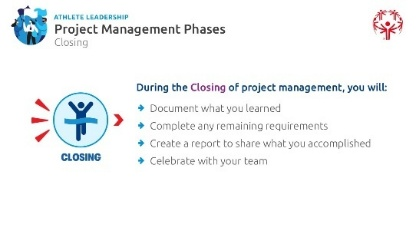 ATHLETE LEADERSHIP
Project Management Phases
Closing
During the Closing of project management, you will:
Document what you learned
Complete any remaining requirements
Create a report to share what you accomplished
Celebrate with your team
CLOSING